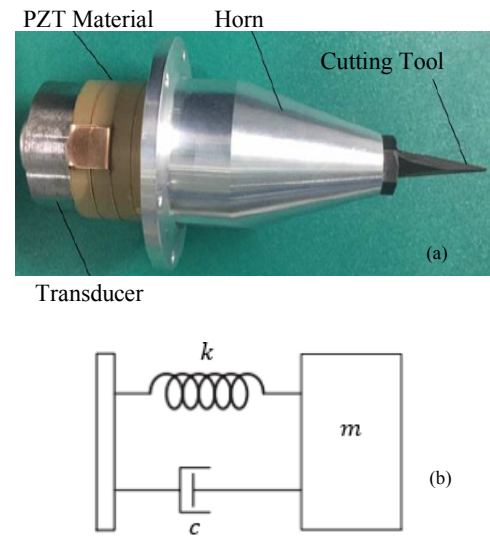 PZT Material
Horn
Cutting Tool
(a)
Transducer
k
m
(b)
c